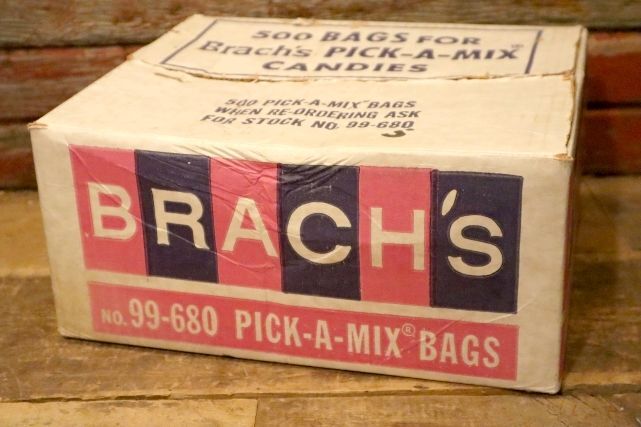 500 BAGS FOR
Brach's PICK-A-MIX®
CANDIES
500 PICK-A-MIX® BAGS
WHEN RE-ORDERING ASK
FOR STOCK NO. 99-680
BRACH'S
NO. 99-680 PICK-A-MIX® BAGS